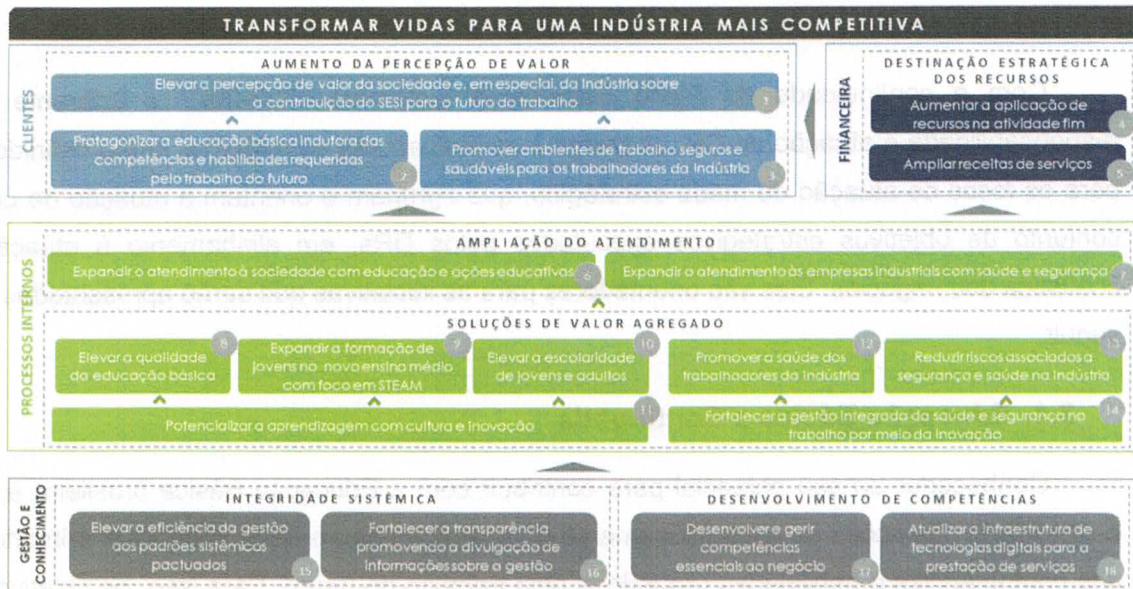 TRANSFORMAR VIDAS PARA UMA INDÚSTRIA MAIS COMPETITIVA
CLIENTES
AUMENTO DA PERCEPÇÃO DE VALOR
Elevar a percepção de valor da sociedade e, em especial, da Indústria sobre
a contribuição do SESI para o futuro do trabalho
1
Protagonizar a educação básica indutora das
competências e habilidades requeridas
pelo trabalho do futuro
2
Promover ambientes de trabalho seguros e
saudáveis para os trabalhadores da Indústria
3
FINANCEIRA
DESTINAÇÃO ESTRATÉGICA
DOS RECURSOS
Aumentar a aplicação de
recursos na atividade fim
4
Ampliar receitas de serviços
5
PROCESSOS INTERNOS
AMPLIAÇÃO DO ATENDIMENTO
Expandir o atendimento à sociedade com educação e ações educativas
6
Expandir o atendimento às empresas industriais com saúde e segurança
7
SOLUÇÕES DE VALOR AGREGADO
Elevar a qualidade
da educação básica
8
Expandir a formação de
jovens no novo ensino médio
com foco em STEAM
9
Elevar a escolaridade
de jovens e adultos
10
Promover a saúde dos
trabalhadores da Indústria
12
Reduzir riscos associados a
segurança e saúde na Indústria
13
Potencializar a aprendizagem com cultura e inovação
11
Fortalecer a gestão integrada da saúde e segurança no
trabalho por meio da inovação
14
GESTÃO E
CONHECIMENTO
INTEGRIDADE SISTÊMICA
Elevar a eficiência da gestão
aos padrões sistêmicos
pactuados
15
Fortalecer a transparência
promovendo a divulgação de
informações sobre a gestão
16
DESENVOLVIMENTO DE COMPETÊNCIAS
Desenvolver e gerir
competências
essenciais ao negócio
17
Atualizar a infraestrutura de
tecnologias digitais para a
prestação de serviços
18